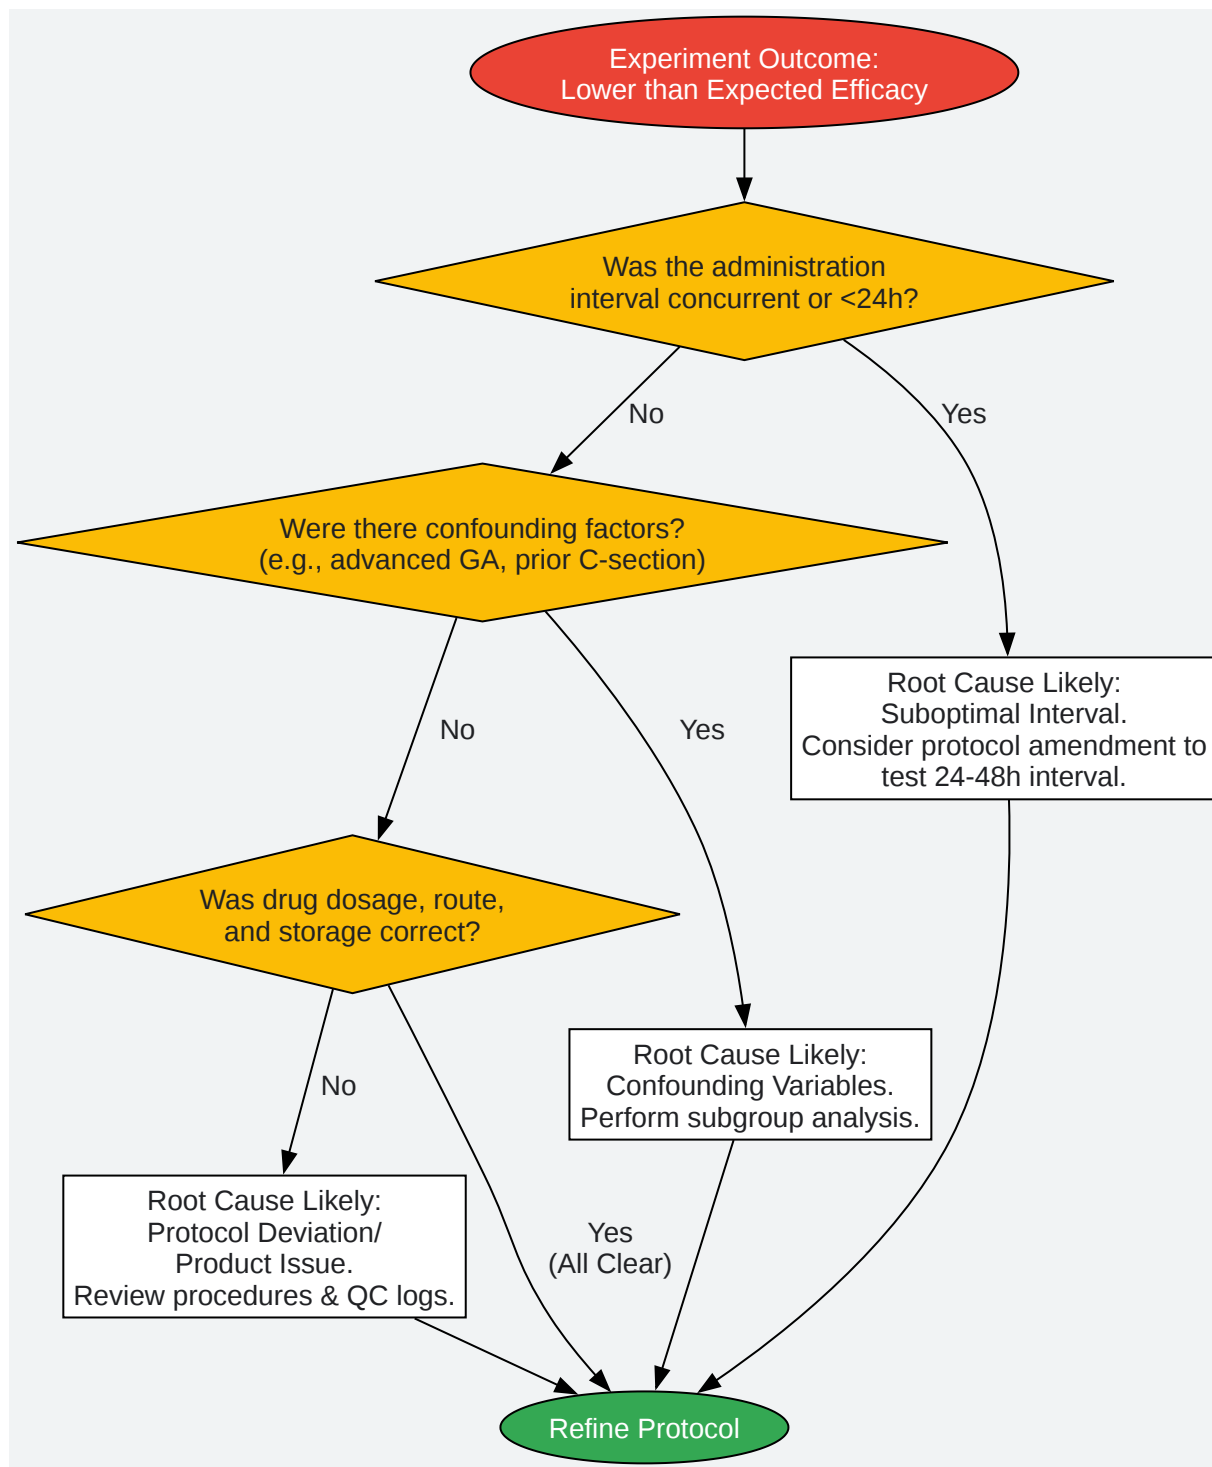 Experiment Outcome:
Lower than Expected Efficacy
Was the administration
interval concurrent or <24h?
No
Yes
Were there confounding factors?
(e.g., advanced GA, prior C-section)
Root Cause Likely:
Suboptimal Interval.
Consider protocol amendment to
test 24-48h interval.
No
Yes
Was drug dosage, route,
and storage correct?
Root Cause Likely:
Confounding Variables.
Perform subgroup analysis.
No
Root Cause Likely:
Protocol Deviation/
Product Issue.
Review procedures & QC logs.
Yes
(All Clear)
Refine Protocol